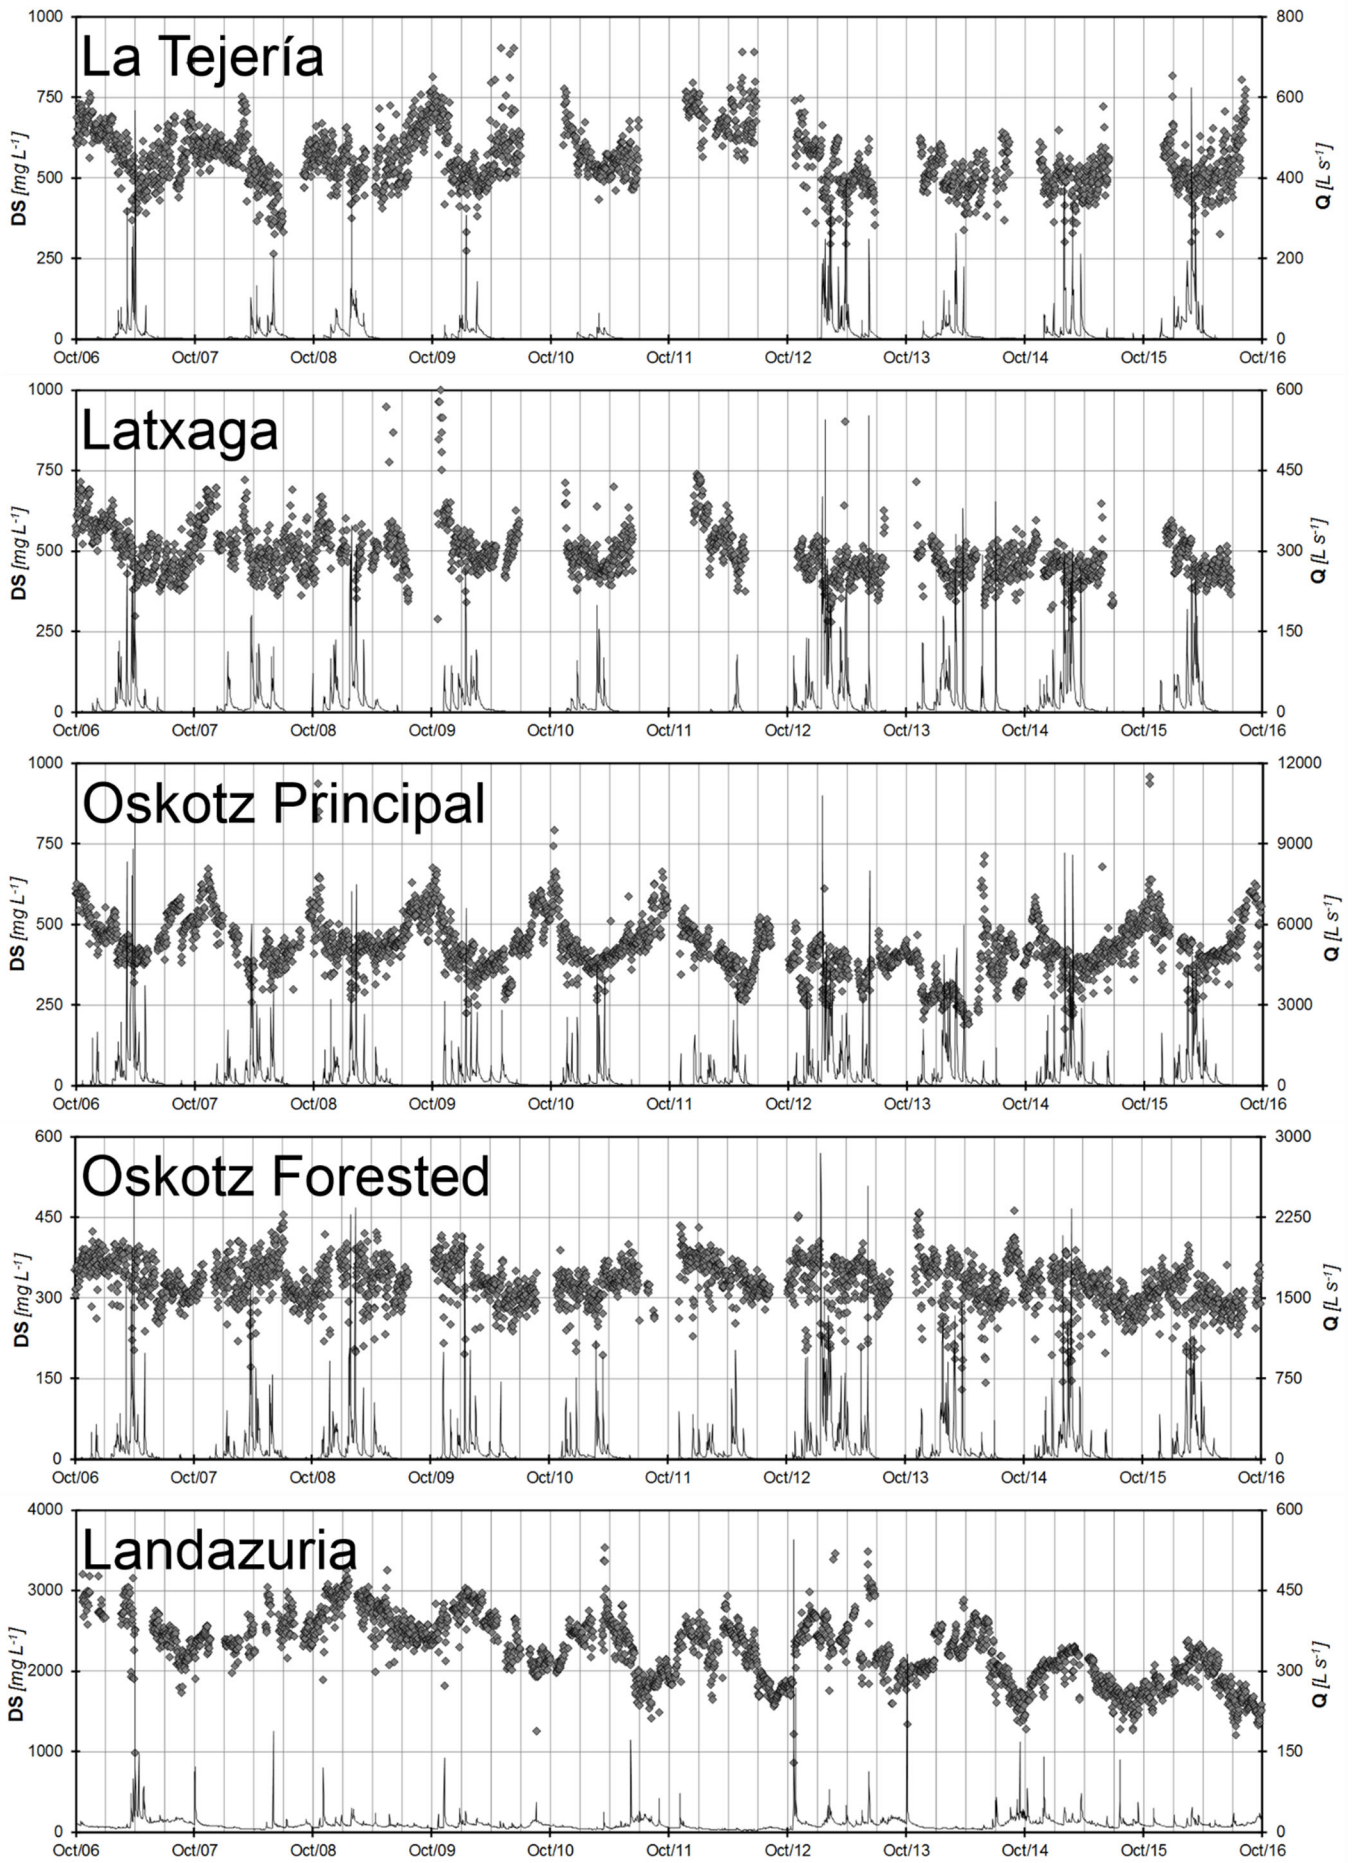 1000
800
La Tejería
750
600
DS [mg L-1]
500
400
Q [L s-1]
250
200
0
0
Oct/06 Oct/07 Oct/08 Oct/09 Oct/10 Oct/11 Oct/12 Oct/13 Oct/14 Oct/15 Oct/16
1000
600
Latxaga
750
450
DS [mg L-1]
500
300
Q [L s-1]
250
150
0
0
Oct/06 Oct/07 Oct/08 Oct/09 Oct/10 Oct/11 Oct/12 Oct/13 Oct/14 Oct/15 Oct/16
1000
12000
Oskotz Principal
750
9000
DS [mg L-1]
500
6000
Q [L s-1]
250
3000
0
0
Oct/06 Oct/07 Oct/08 Oct/09 Oct/10 Oct/11 Oct/12 Oct/13 Oct/14 Oct/15 Oct/16
600
3000
Oskotz Forested
450
2250
DS [mg L-1]
300
1500
Q [L s-1]
150
750
0
0
Oct/06 Oct/07 Oct/08 Oct/09 Oct/10 Oct/11 Oct/12 Oct/13 Oct/14 Oct/15 Oct/16
4000
600
Landazuria
3000
450
DS [mg L-1]
2000
300
Q [L s-1]
1000
150
0
0
Oct/06 Oct/07 Oct/08 Oct/09 Oct/10 Oct/11 Oct/12 Oct/13 Oct/14 Oct/15 Oct/16